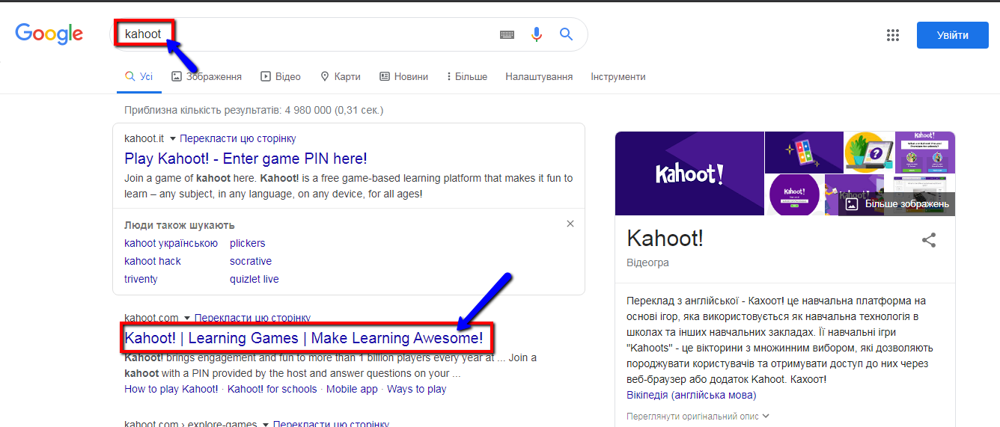 Google
kahoot
Увійти
Усі
Зображення
Відео
Карти
Новини
Більше
Налаштування
Інструменти
Приблизна кількість результатів: 4 980 000 (0,31 сек.)
kahoot.it Перекласти цю сторінку
Play Kahoot! - Enter game PIN here!
Join a game of kahoot here. Kahoot! is a free game-based learning platform that makes it fun to
learn – any subject, in any language, on any device, for all ages!
Люди також шукають
kahoot українською plickers
kahoot hack socrative
triventy quizlet live
kahoot.com Перекласти цю сторінку
Kahoot! | Learning Games | Make Learning Awesome!
Kahoot! brings engagement and fun to more than 1 billion players every year at ... Join a
kahoot with a PIN provided by the host and answer questions on your ...
How to play Kahoot! · Kahoot! for schools · Mobile app · Ways to play
kahoot.com › explore-games Перекласти цю сторінку
Kahoot!
Kahoot!
Kahoot!
Kahoot!
Більше зображень
Kahoot!
Відеогра
Переклад з англійської - Кахоот! це навчальна платформа на
основі ігор, яка використовується як навчальна технологія в
школах та інших навчальних закладах. Її навчальні ігри
"Kahoots" - це вікторини з множинним вибором, які дозволяють
породжувати користувачів та отримувати доступ до них через
веб-браузер або додаток Kahoot. Кахоот!
Вікіпедія (англійська мова)
Переглянути оригінальний опис